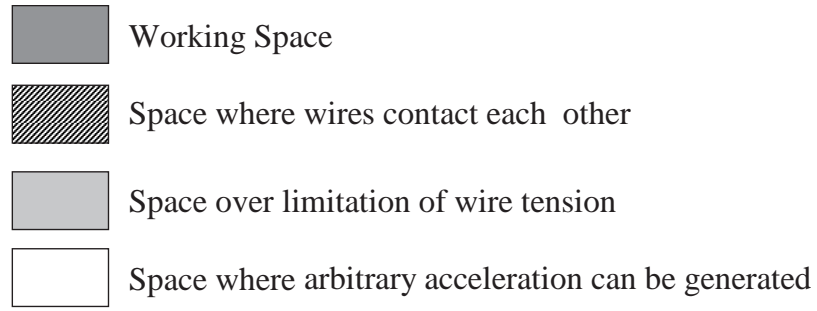 Working Space
Space where wires contact each other
Space over limitation of wire tension
Space where arbitrary acceleration can be generated